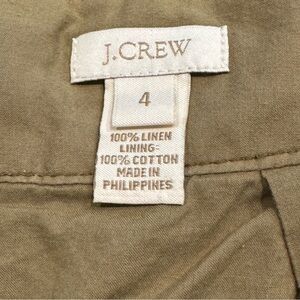 J.CREW
4
100% LINEN
LINING:
100% COTTON
MADE IN
PHILIPPINES